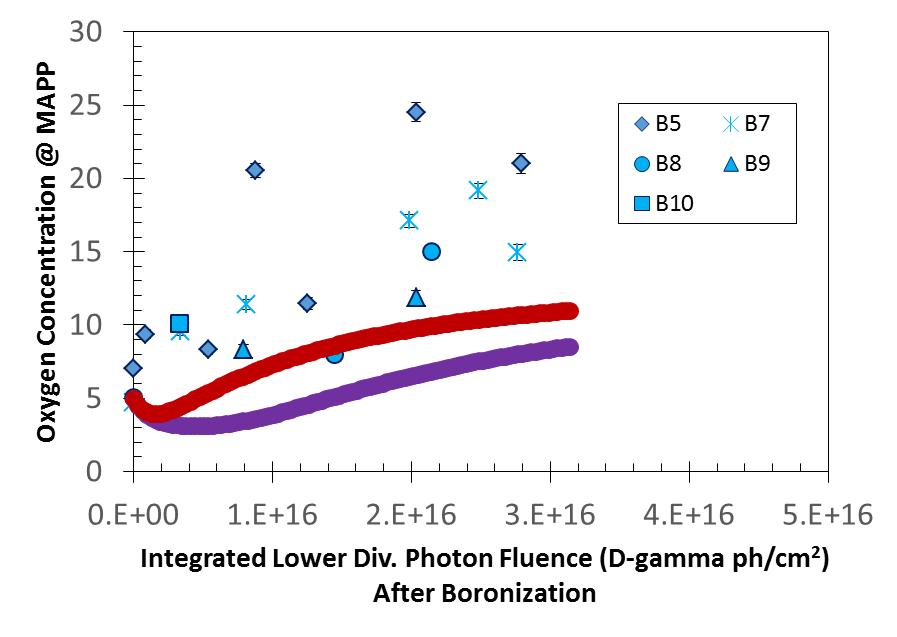 30
25
20
15
10
5
0
Oxygen Concentration @ MAPP
B5 B7
B8 B9
B10
0.E+00 1.E+16 2.E+16 3.E+16 4.E+16 5.E+16
Integrated Lower Div. Photon Fluence (D-gamma ph/cm²)
After Boronization